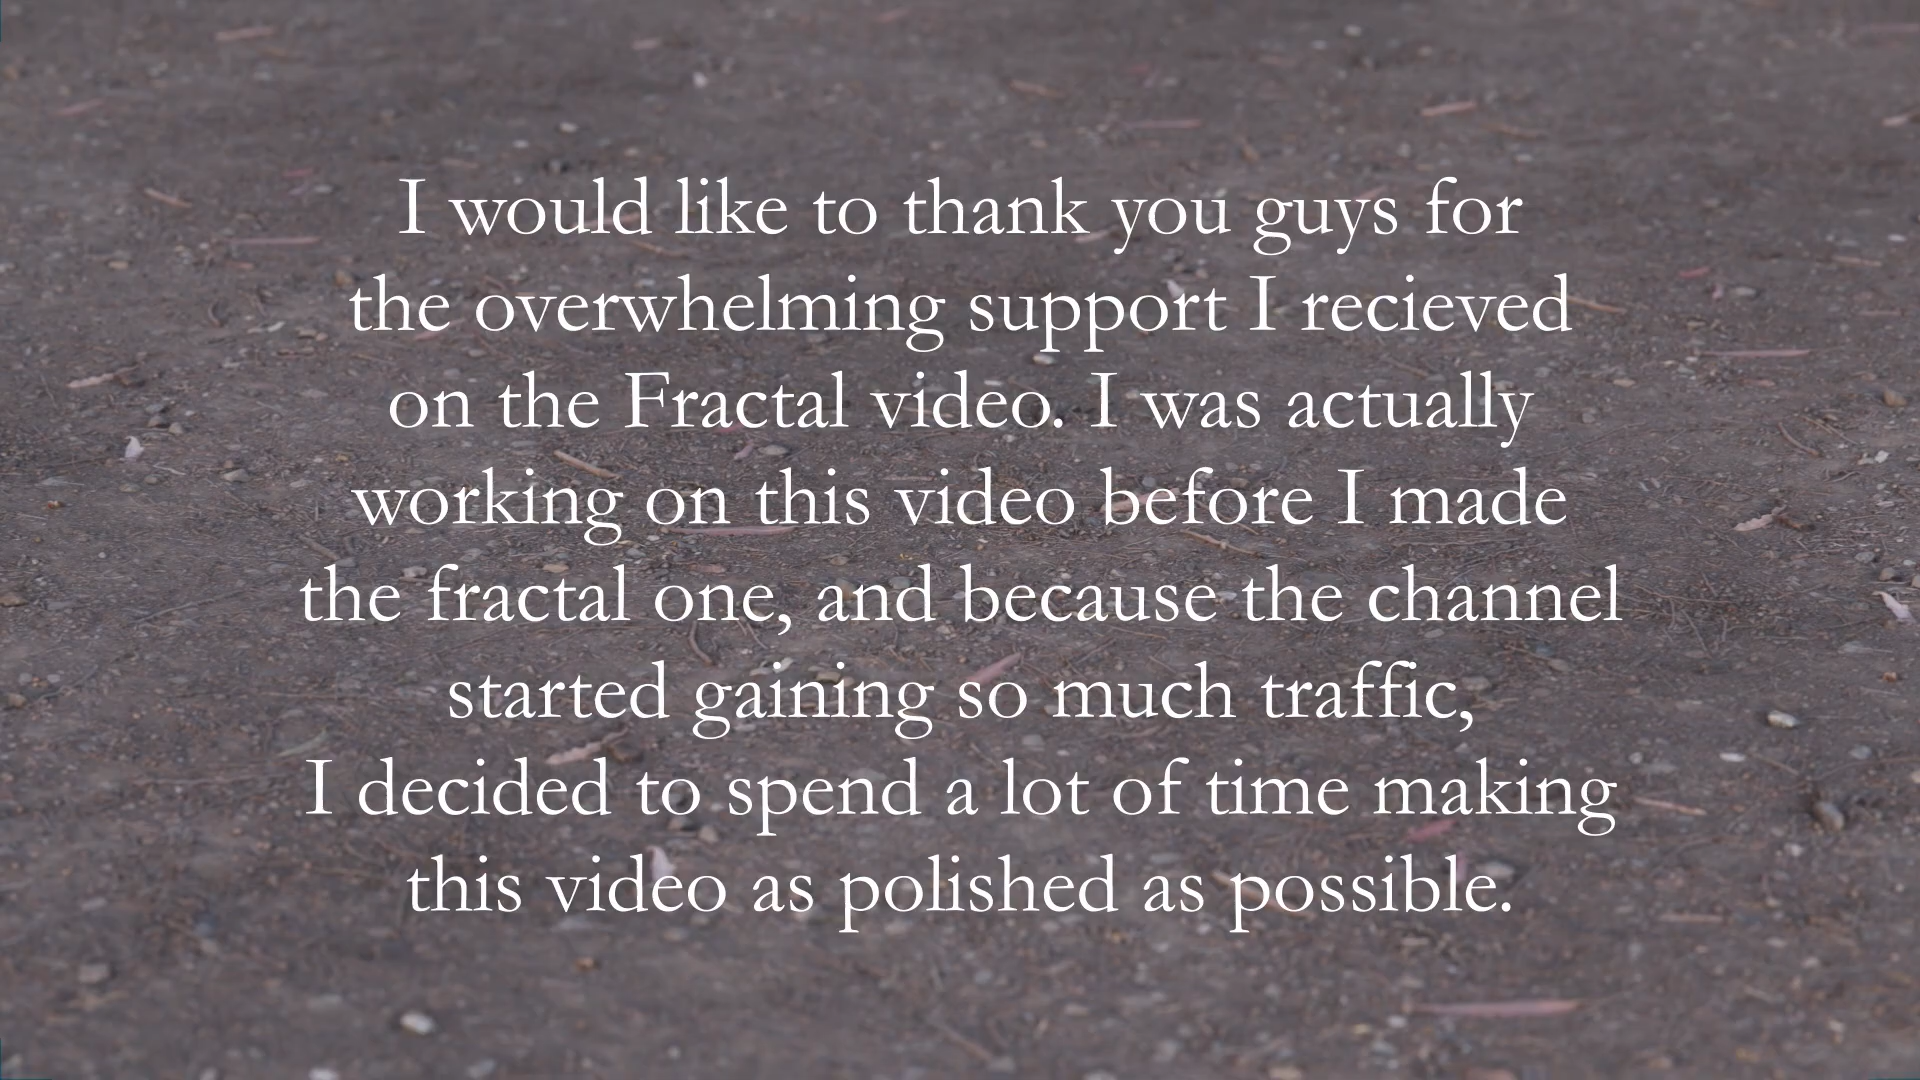 I would like to thank you guys for
the overwhelming support I recieved
on the Fractal video. I was actually
working on this video before I made
the fractal one, and because the channel
started gaining so much traffic,
I decided to spend a lot of time making
this video as polished as possible.